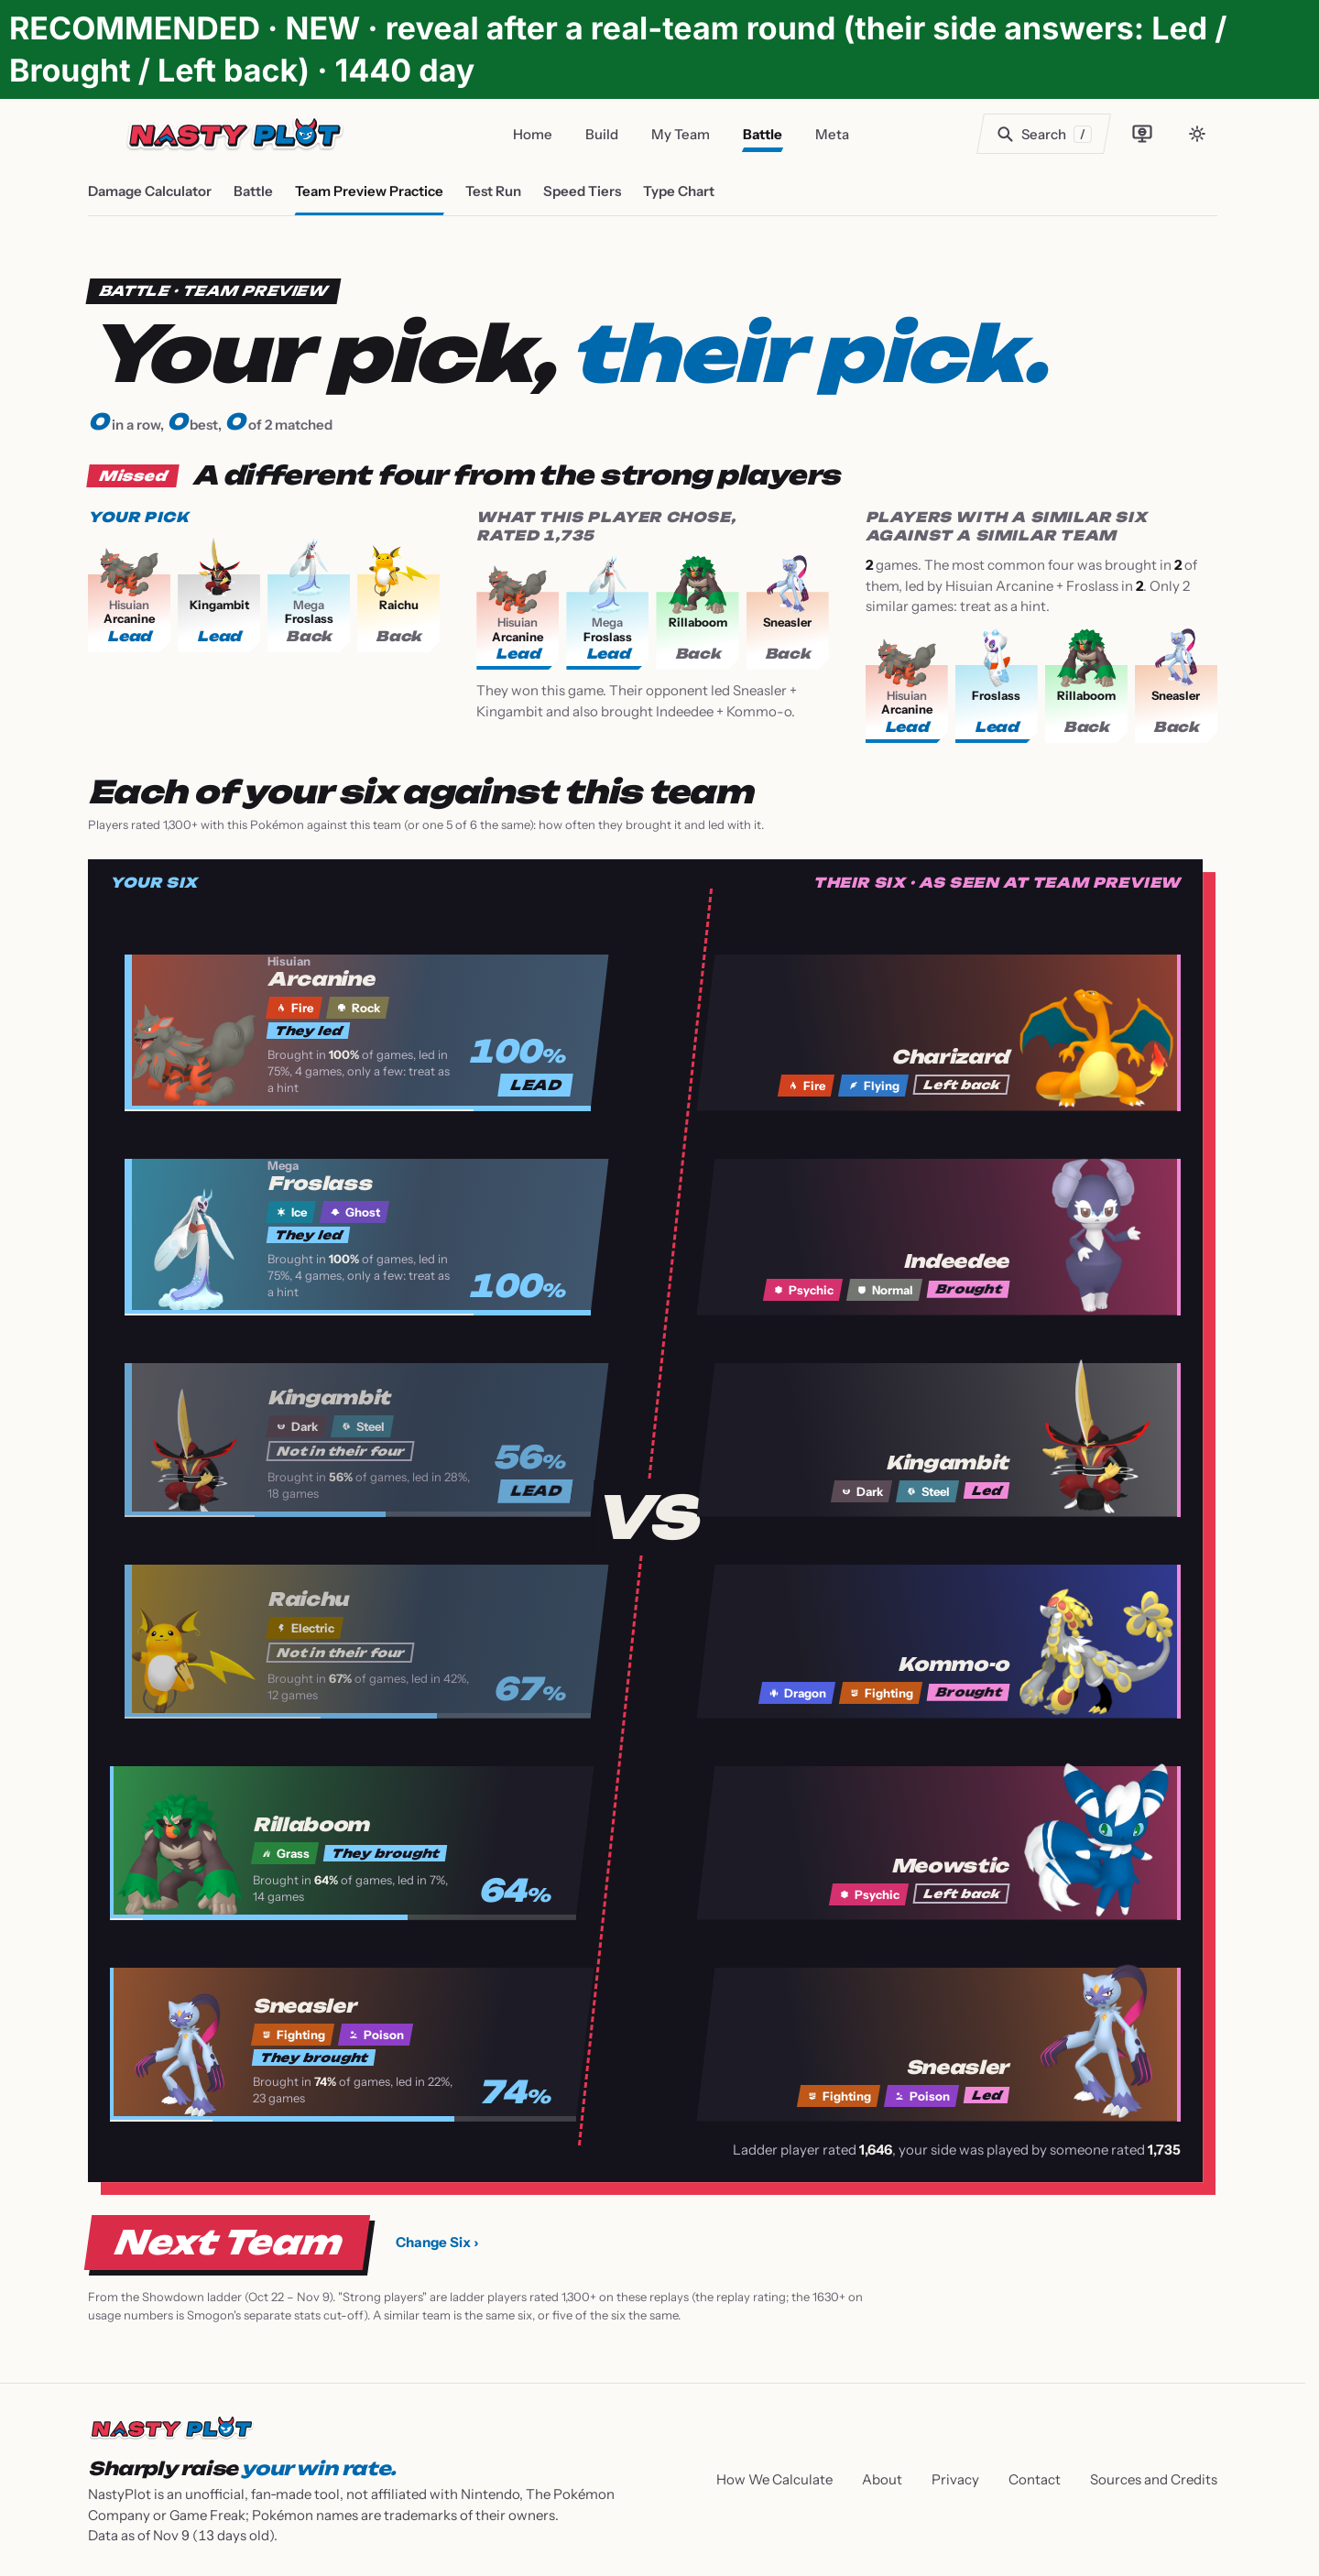 RECOMMENDED · NEW · reveal after a real-team round (their side answers: Led /
Brought / Left back) · 1440 day
NASTY PLOT
Home
Build
My Team
Battle
Meta
Search /
Damage Calculator
Battle
Team Preview Practice
Test Run
Speed Tiers
Type Chart
BATTLE · TEAM PREVIEW
Your pick, their pick.
0 in a row, 0 best, 0 of 2 matched
Missed
A different four from the strong players
YOUR PICK
Hisuian
Arcanine
Lead
Kingambit
Lead
Mega
Froslass
Back
Raichu
Back
WHAT THIS PLAYER CHOSE,
RATED 1,735
Hisuian
Arcanine
Lead
Mega
Froslass
Lead
Rillaboom
Back
Sneasler
Back
They won this game. Their opponent led Sneasler +
Kingambit and also brought Indeedee + Kommo-o.
PLAYERS WITH A SIMILAR SIX
AGAINST A SIMILAR TEAM
2 games. The most common four was brought in 2 of
them, led by Hisuian Arcanine + Froslass in 2. Only 2
similar games: treat as a hint.
Hisuian
Arcanine
Lead
Froslass
Lead
Rillaboom
Back
Sneasler
Back
Each of your six against this team
Players rated 1,300+ with this Pokémon against this team (or one 5 of 6 the same): how often they brought it and led with it.
YOUR SIX
THEIR SIX · AS SEEN AT TEAM PREVIEW
Hisuian
Arcanine
Fire
Rock
They led
Brought in 100% of games, led in
75%, 4 games, only a few: treat as
a hint
100%
LEAD
Charizard
Fire
Flying
Left back
Mega
Froslass
Ice
Ghost
They led
Brought in 100% of games, led in
75%, 4 games, only a few: treat as
a hint
100%
Indeedee
Psychic
Normal
Brought
Kingambit
Dark
Steel
Not in their four
Brought in 56% of games, led in 28%,
18 games
56%
LEAD
Kingambit
Dark
Steel
Led
VS
Raichu
Electric
Not in their four
Brought in 67% of games, led in 42%,
12 games
67%
Kommo-o
Dragon
Fighting
Brought
Rillaboom
Grass
They brought
Brought in 64% of games, led in 7%,
14 games
64%
Meowstic
Psychic
Left back
Sneasler
Fighting
Poison
They brought
Brought in 74% of games, led in 22%,
23 games
74%
Sneasler
Fighting
Poison
Led
Ladder player rated 1,646, your side was played by someone rated 1,735
Next Team
Change Six ›
From the Showdown ladder (Oct 22 – Nov 9). "Strong players" are ladder players rated 1,300+ on these replays (the replay rating; the 1630+ on
usage numbers is Smogon's separate stats cut-off). A similar team is the same six, or five of the six the same.
NASTY PLOT
Sharply raise your win rate.
NastyPlot is an unofficial, fan-made tool, not affiliated with Nintendo, The Pokémon
Company or Game Freak; Pokémon names are trademarks of their owners.
Data as of Nov 9 (13 days old).
How We Calculate
About
Privacy
Contact
Sources and Credits